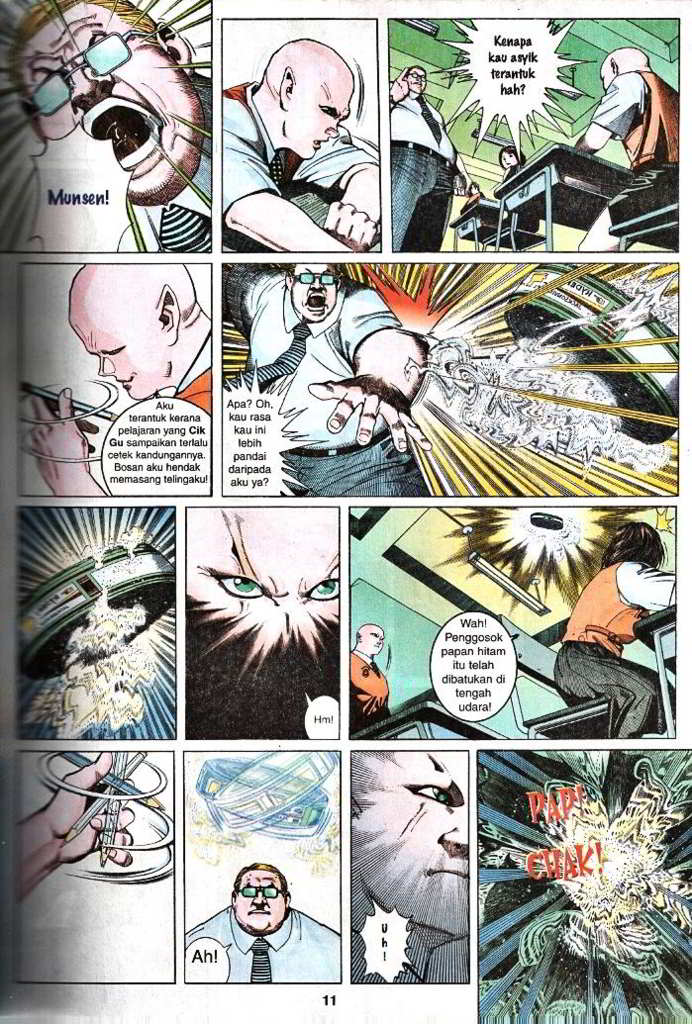 Munsen!
Kenapa
kau asyik
terantuk
hah?
Aku
terantuk kerana
pelajaran yang Cik
Gu sampaikan terlalu
cetek kandungannya.
Bosan aku hendak
memasang telingaku!
Apa? Oh,
kau rasa
kau ini
lebih
pandai
daripada
aku ya?
Hm!
Wah!
Penggosok
papan hitam
itu telah
dibatukan di
tengah
udara!
Ah!
Uh!
PAP!
CHAK!
11